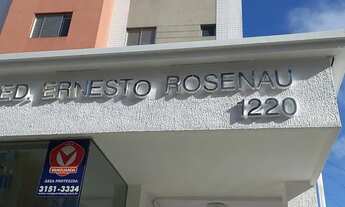 ED. ERNESTO ROSENAU
1220
ÁREA PROTEGIDA
3151-3334